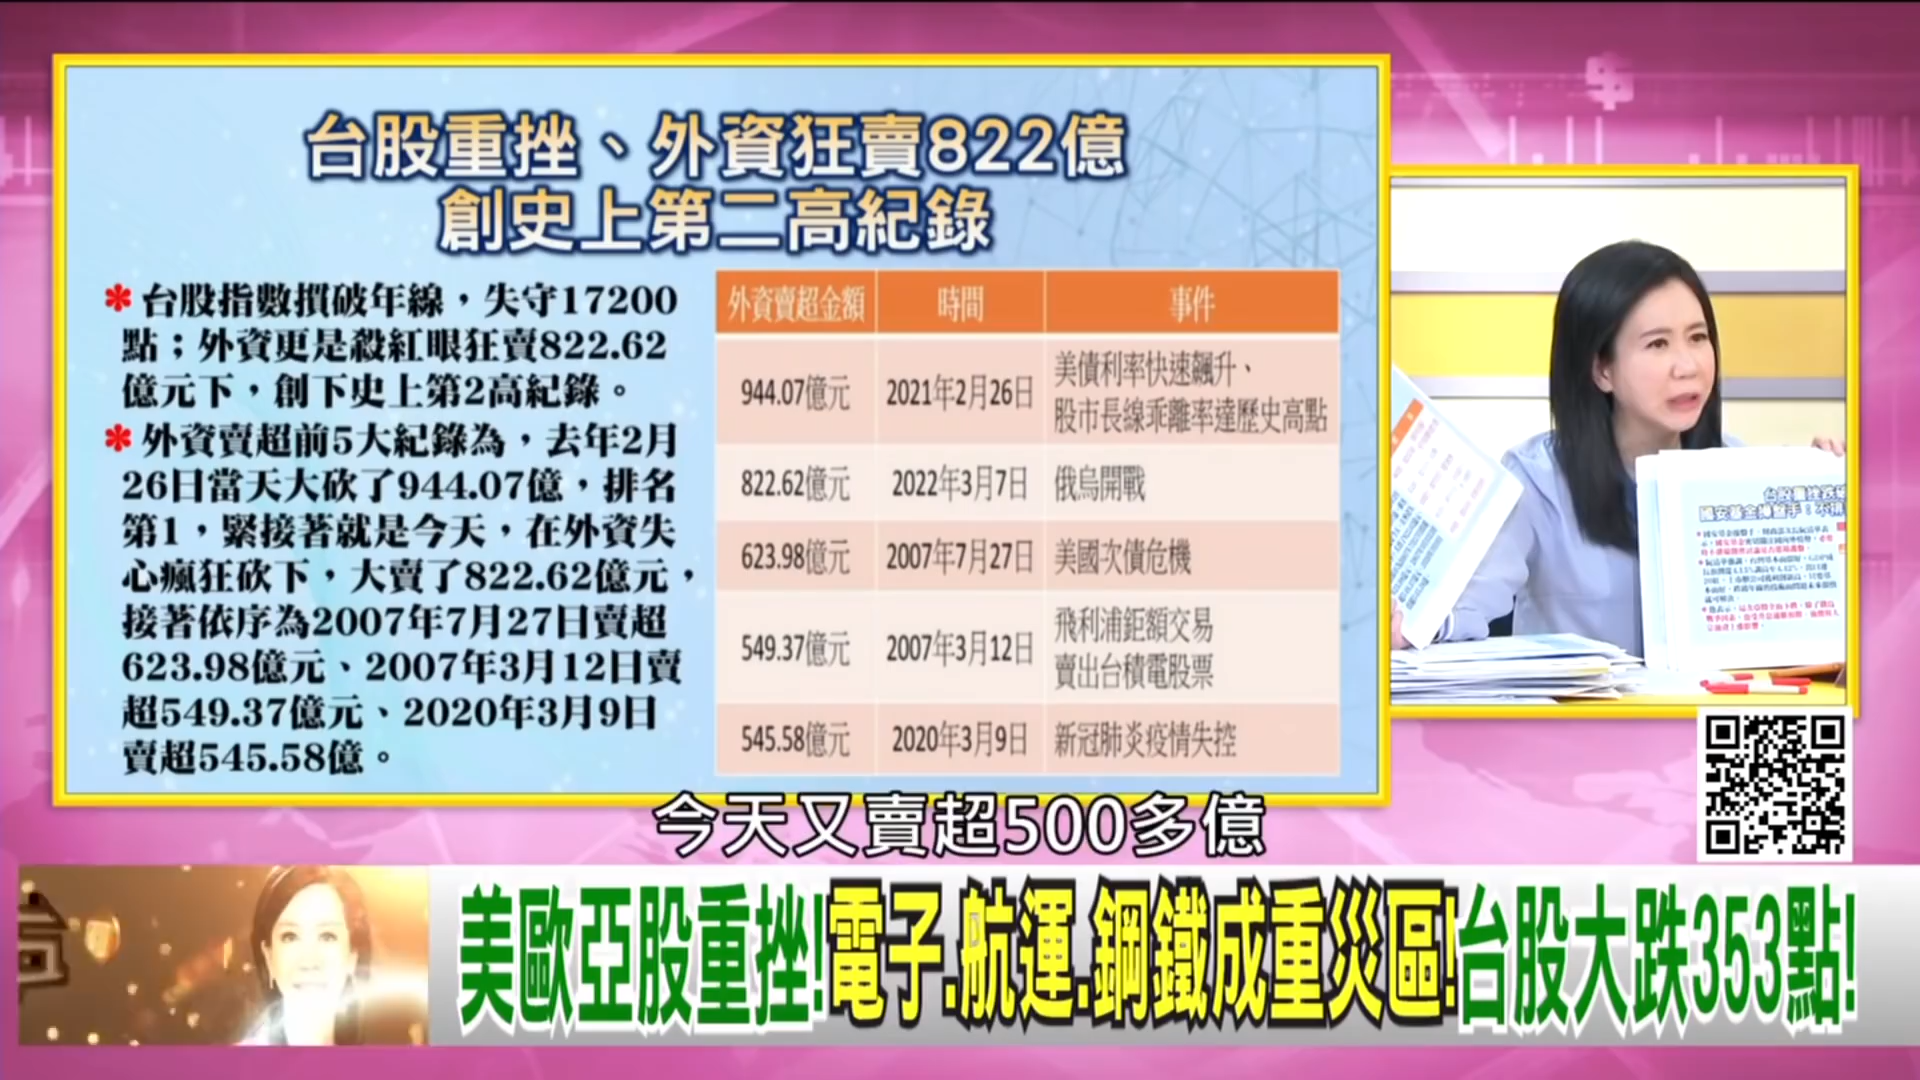 台股重挫、外資狂賣822億
創史上第二高紀錄
* 台股指數摜破年線，失守17200
點；外資更是殺紅眼狂賣822.62
億元下，創下史上第2高紀錄。
* 外資賣超前5大紀錄為，去年2月
26日當天大砍了944.07億，排名
第1，緊接著就是今天，在外資失
心瘋狂砍下，大賣了822.62億元，
接著依序為2007年7月27日賣超
623.98億元、2007年3月12日賣
超549.37億元、2020年3月9日
賣超545.58億。
外資賣超金額 時間 事件
944.07億元 2021年2月26日 美債利率快速飆升、
股市長線乖離率達歷史高點
822.62億元 2022年3月7日 俄烏開戰
623.98億元 2007年7月27日 美國次債危機
549.37億元 2007年3月12日 飛利浦鉅額交易
賣出台積電股票
545.58億元 2020年3月9日 新冠肺炎疫情失控
台股重挫跌破
國安基金操盤手：不排
今天又賣超500多億
美歐亞股重挫!電子.航運.鋼鐵成重災區!台股大跌353點!